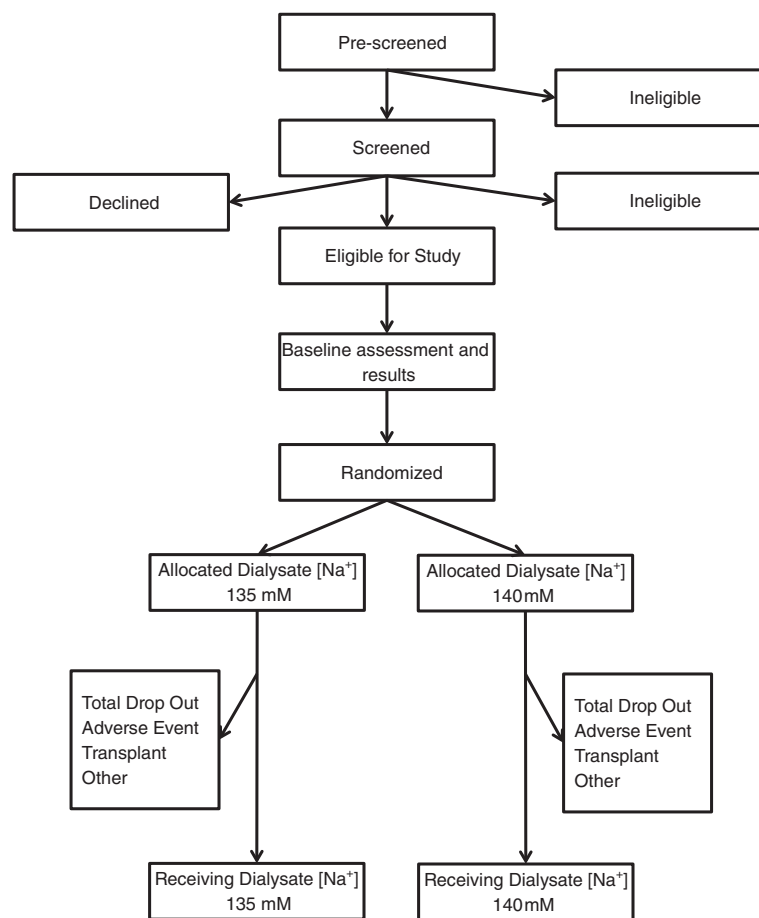 Pre-screened
Ineligible
Screened
Declined
Ineligible
Eligible for Study
Baseline assessment and
results
Randomized
Allocated Dialysate [Na⁺]
135 mM
Allocated Dialysate [Na⁺]
140mM
Total Drop Out
Adverse Event
Transplant
Other
Total Drop Out
Adverse Event
Transplant
Other
Receiving Dialysate [Na⁺]
135 mM
Receiving Dialysate [Na⁺]
140mM